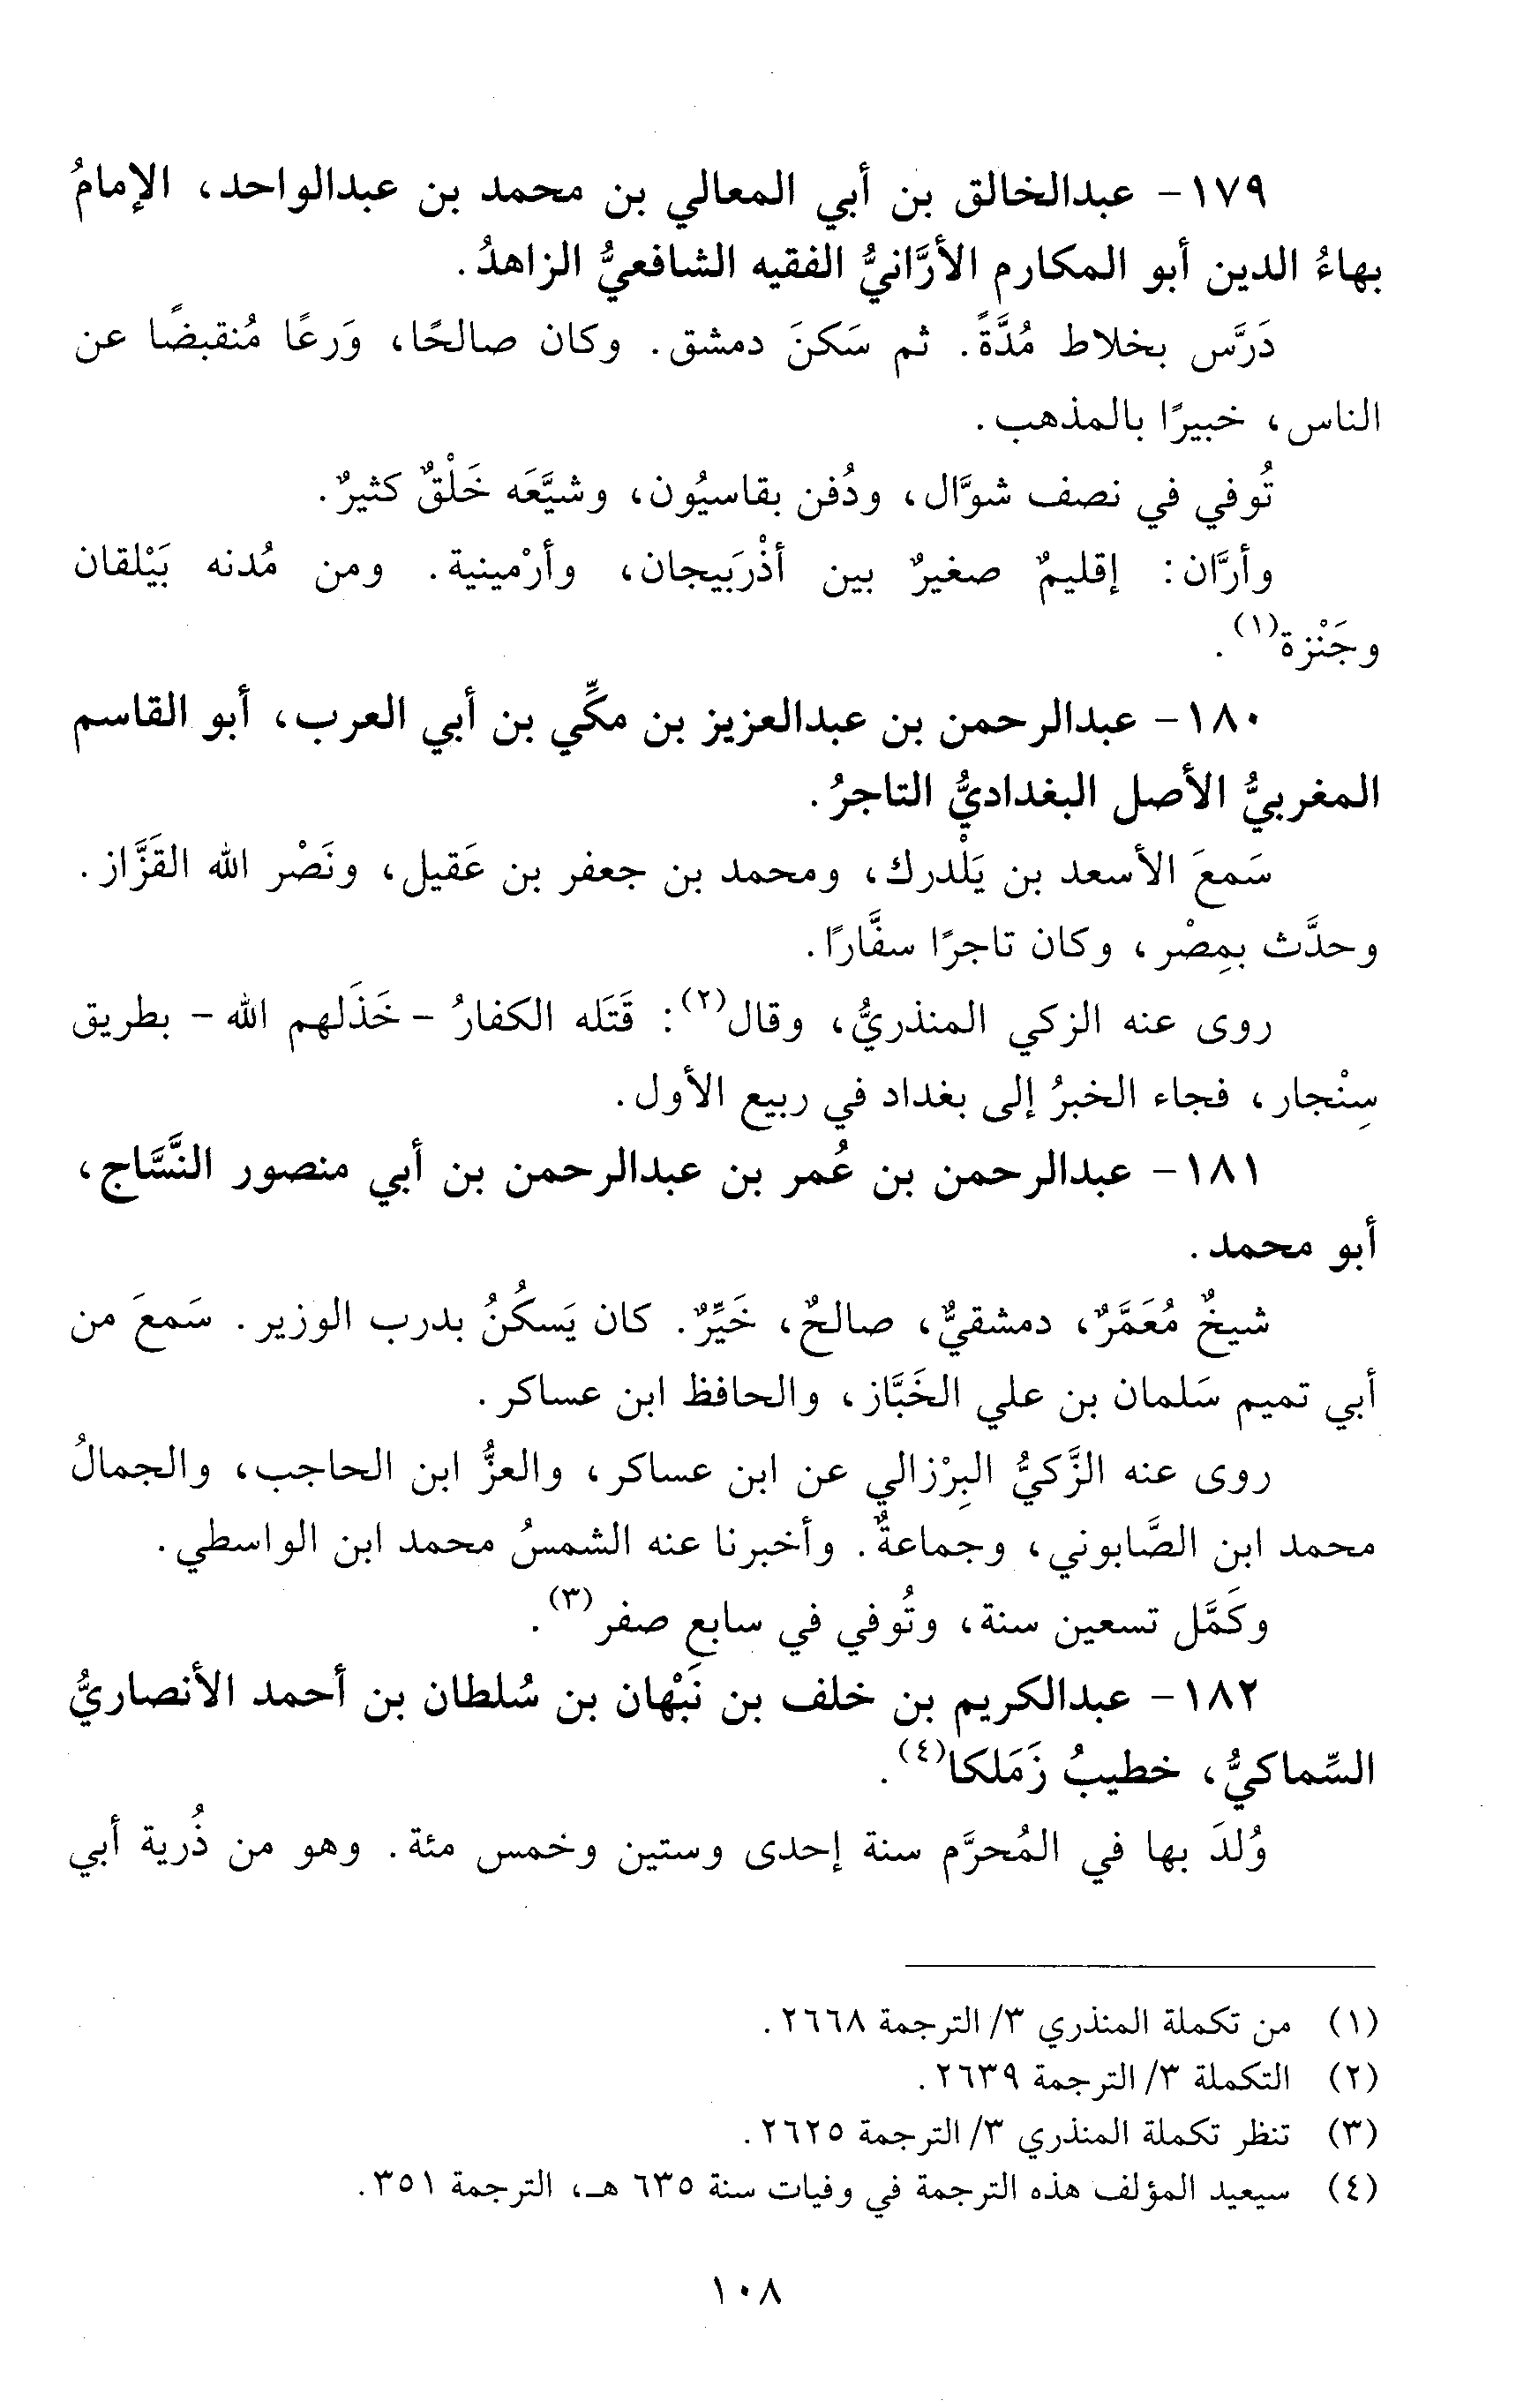 ١٧٩- عبدالخالق بن أبي المعالي بن محمد بن عبدالواحد، الإمامُ
بهاءُ الدين أبو المكارم الأرَّانيُّ الفقيه الشافعيُّ الزاهدُ.
دَرَّس بخلاط مُدَّةً. ثم سَكنَ دمشق. وكان صالحًا، وَرعًا مُنقبضًا عن
الناس، خبيرًا بالمذهب.
تُوفي في نصف شوَّال، ودُفن بقاسيُون، وشيَّعَه خَلْقٌ كثيرٌ.
وأرَّان: إقليمٌ صغيرٌ بين أذْرَبيجان، وأرْمينية. ومن مُدنه بَيْلقان
وجَنْزة(١).
١٨٠- عبدالرحمن بن عبدالعزيز بن مكِّي بن أبي العرب، أبو القاسم
المغربيُّ الأصل البغداديُّ التاجرُ.
سَمعَ الأسعد بن يَلْدرك، ومحمد بن جعفر بن عَقيل، ونَصْر الله القَزَّاز.
وحدَّث بمِصْر، وكان تاجرًا سفَّارًا.
روى عنه الزكي المنذريُّ، وقال(٢): قَتَله الكفارُ - خَذَلهم الله - بطريق
سِنْجار، فجاء الخبرُ إلى بغداد في ربيع الأول.
١٨١- عبدالرحمن بن عُمر بن عبدالرحمن بن أبي منصور النَّسَّاج،
أبو محمد.
شيخٌ مُعَمَّرٌ، دمشقيٌّ، صالحٌ، خَيِّرٌ. كان يَسكُنُ بدرب الوزير. سَمعَ من
أبي تميم سَلمان بن علي الخَبَّاز، والحافظ ابن عساكر.
روى عنه الزَّكيُّ البِرْزالي عن ابن عساكر، والعزُّ ابن الحاجب، والجمالُ
محمد ابن الصَّابوني، وجماعةٌ. وأخبرنا عنه الشمسُ محمد ابن الواسطي.
وكَمَّل تسعين سنة، وتُوفي في سابع صفر(٣).
١٨٢- عبدالكريم بن خلف بن نَبْهان بن سُلطان بن أحمد الأنصاريُّ
السِّماكيُّ، خطيبُ زَمَلكا(٤).
وُلدَ بها في المُحرَّم سنة إحدى وستين وخمس مئة. وهو من ذُرية أبي
(١) من تكملة المنذري ٣/ الترجمة ٢٦٦٨.
(٢) التكملة ٣/ الترجمة ٢٦٣٩.
(٣) تنظر تكملة المنذري ٣/ الترجمة ٢٦٢٥.
(٤) سيعيد المؤلف هذه الترجمة في وفيات سنة ٦٣٥ هـ، الترجمة ٣٥١.
١٠٨